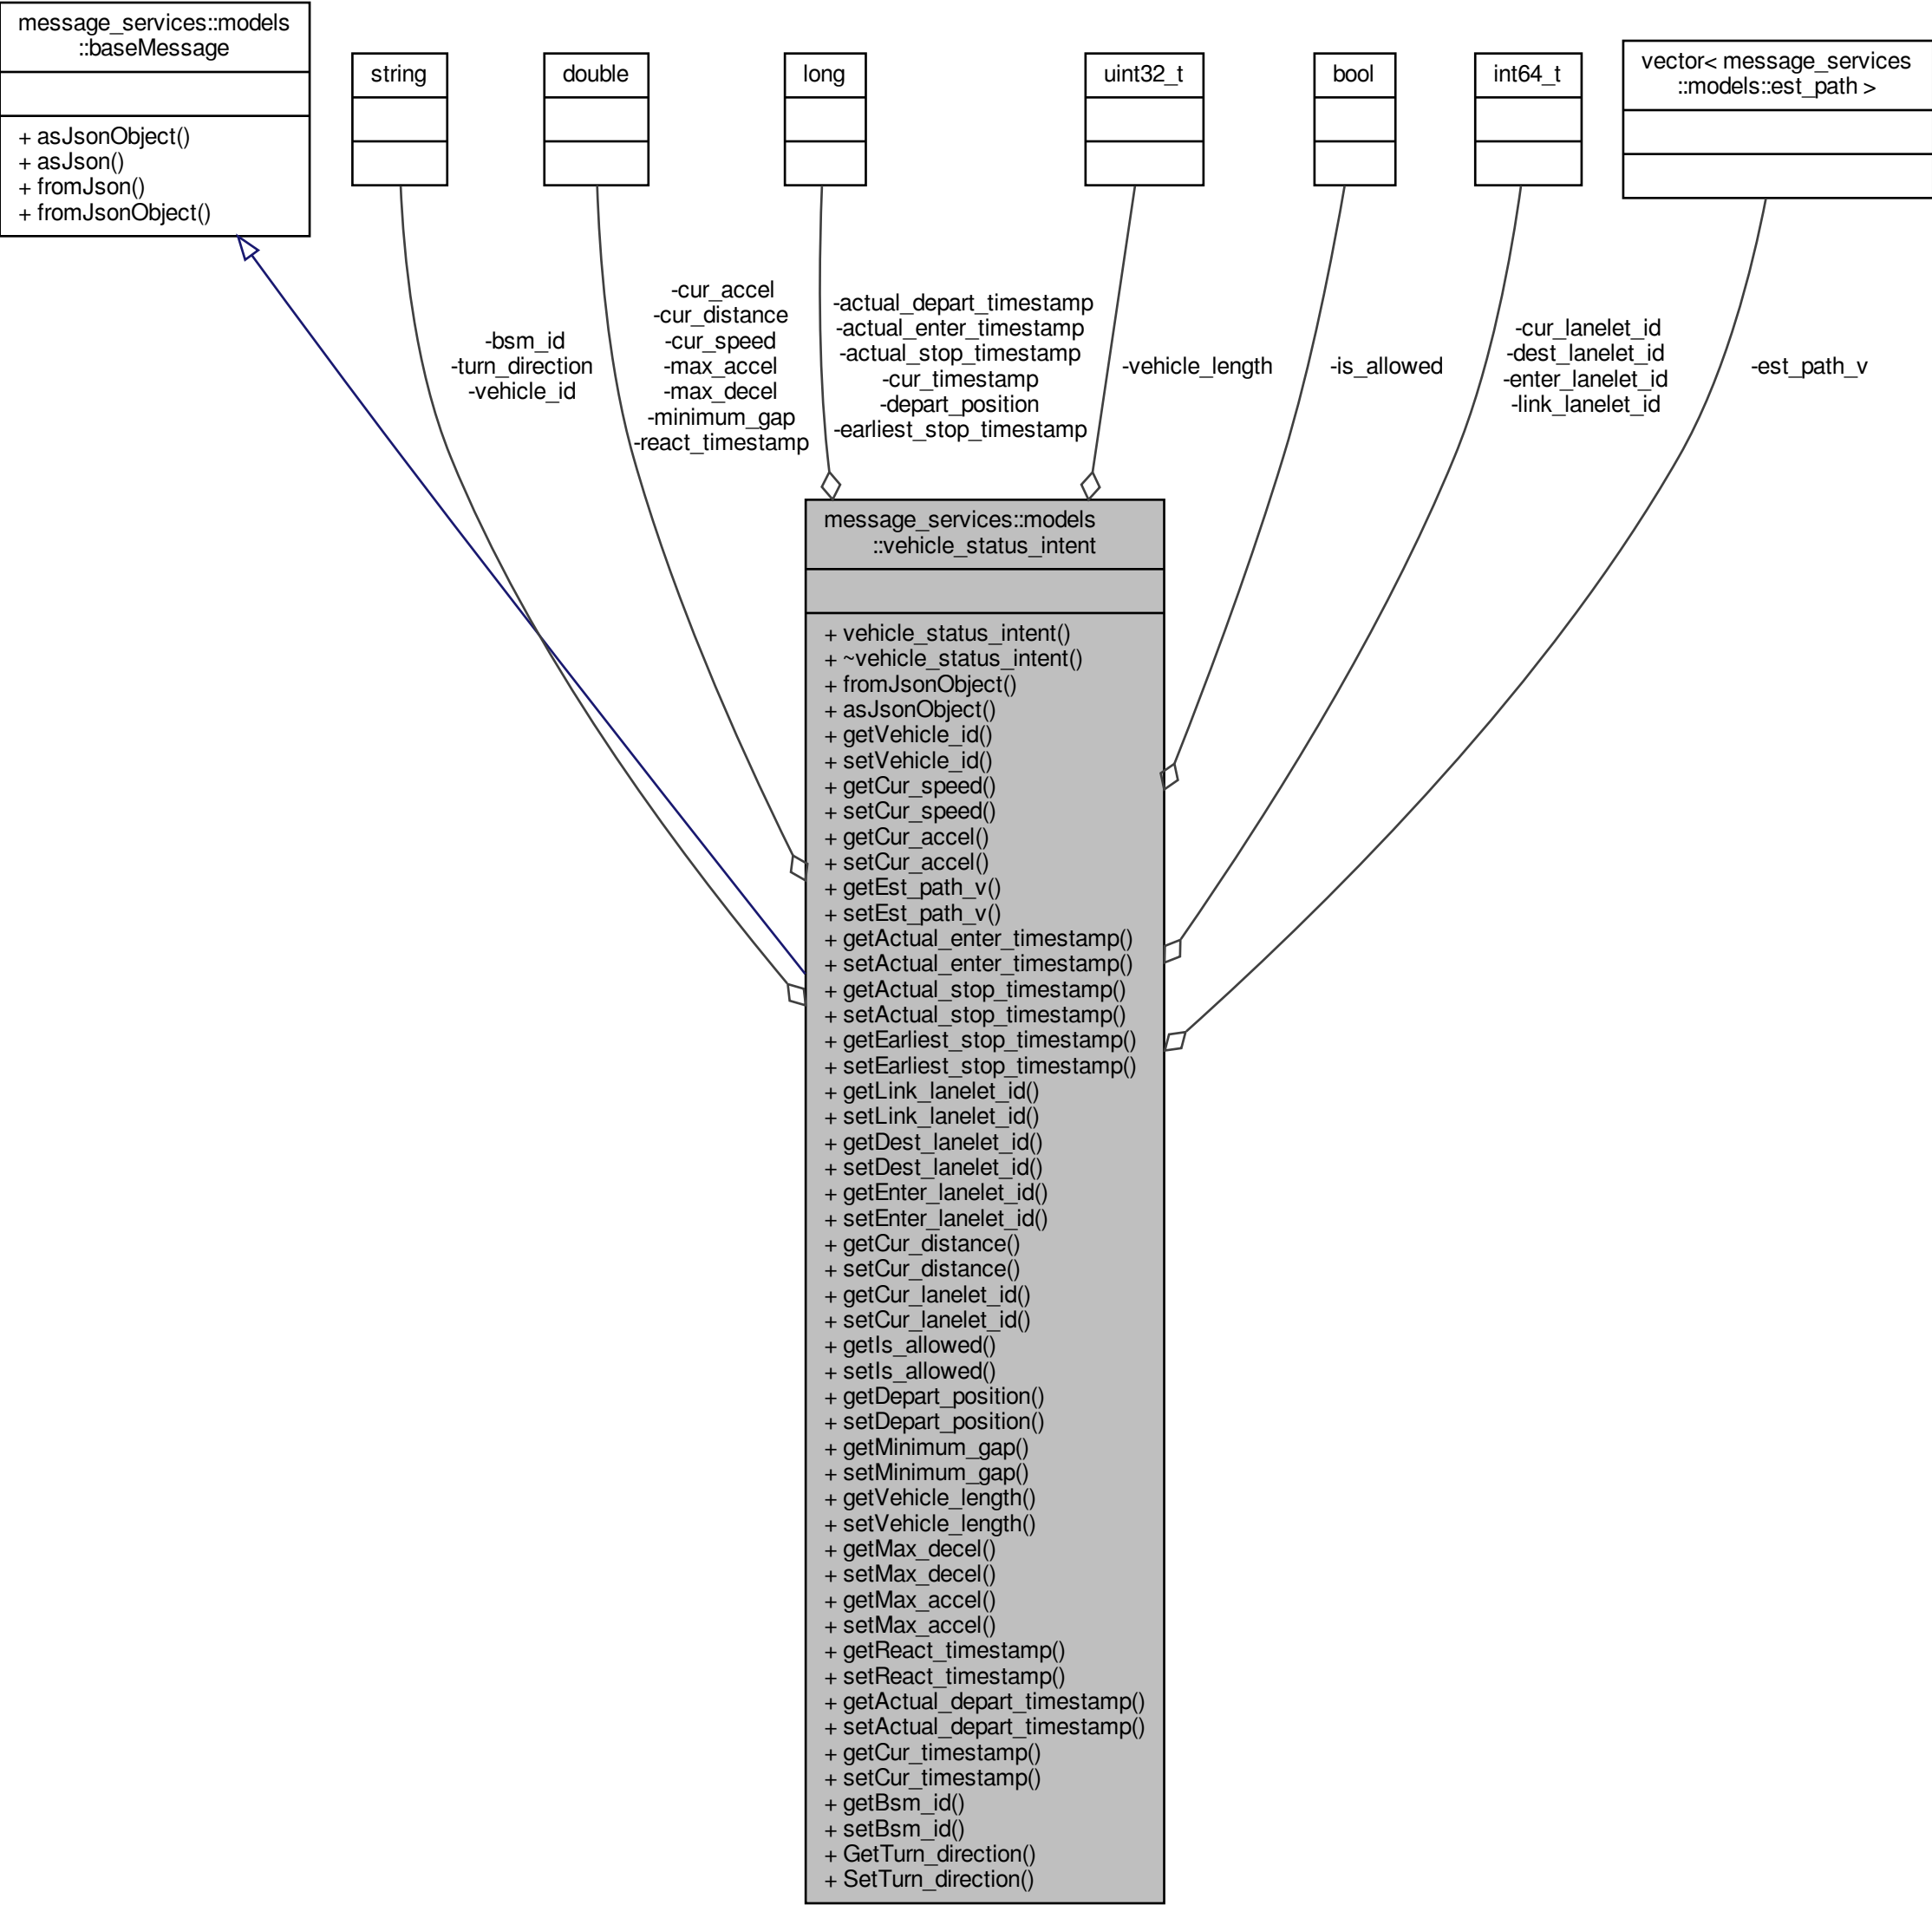 message_services::models
::baseMessage
+ asJsonObject()
+ asJson()
+ fromJson()
+ fromJsonObject()
string
double
long
uint32_t
bool
int64_t
vector< message_services
::models::est_path >
-bsm_id
-turn_direction
-vehicle_id
-cur_accel
-cur_distance
-cur_speed
-max_accel
-max_decel
-minimum_gap
-react_timestamp
-actual_depart_timestamp
-actual_enter_timestamp
-actual_stop_timestamp
-cur_timestamp
-depart_position
-earliest_stop_timestamp
-vehicle_length
-is_allowed
-cur_lanelet_id
-dest_lanelet_id
-enter_lanelet_id
-link_lanelet_id
-est_path_v
message_services::models
::vehicle_status_intent
+ vehicle_status_intent()
+ ~vehicle_status_intent()
+ fromJsonObject()
+ asJsonObject()
+ getVehicle_id()
+ setVehicle_id()
+ getCur_speed()
+ setCur_speed()
+ getCur_accel()
+ setCur_accel()
+ getEst_path_v()
+ setEst_path_v()
+ getActual_enter_timestamp()
+ setActual_enter_timestamp()
+ getActual_stop_timestamp()
+ setActual_stop_timestamp()
+ getEarliest_stop_timestamp()
+ setEarliest_stop_timestamp()
+ getLink_lanelet_id()
+ setLink_lanelet_id()
+ getDest_lanelet_id()
+ setDest_lanelet_id()
+ getEnter_lanelet_id()
+ setEnter_lanelet_id()
+ getCur_distance()
+ setCur_distance()
+ getCur_lanelet_id()
+ setCur_lanelet_id()
+ getIs_allowed()
+ setIs_allowed()
+ getDepart_position()
+ setDepart_position()
+ getMinimum_gap()
+ setMinimum_gap()
+ getVehicle_length()
+ setVehicle_length()
+ getMax_decel()
+ setMax_decel()
+ getMax_accel()
+ setMax_accel()
+ getReact_timestamp()
+ setReact_timestamp()
+ getActual_depart_timestamp()
+ setActual_depart_timestamp()
+ getCur_timestamp()
+ setCur_timestamp()
+ getBsm_id()
+ setBsm_id()
+ GetTurn_direction()
+ SetTurn_direction()